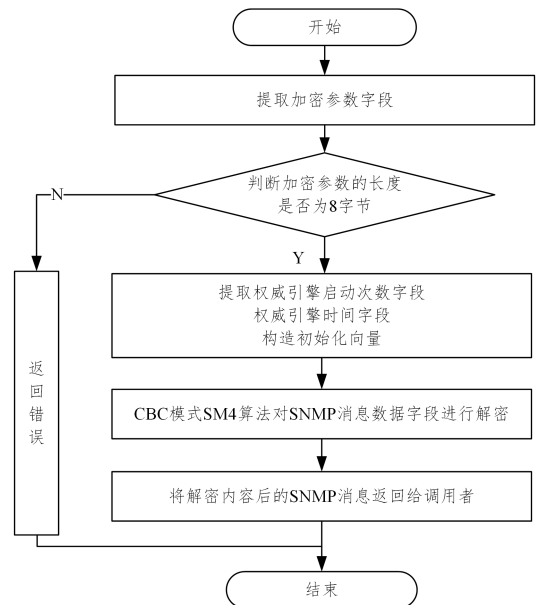 开始
提取加密参数字段
判断加密参数的长度
是否为8字节
N
Y
提取权威引擎启动次数字段
权威引擎时间字段
构造初始化向量
返
回
错
误
CBC模式SM4算法对SNMP消息数据字段进行解密
将解密内容后的SNMP消息返回给调用者
结束